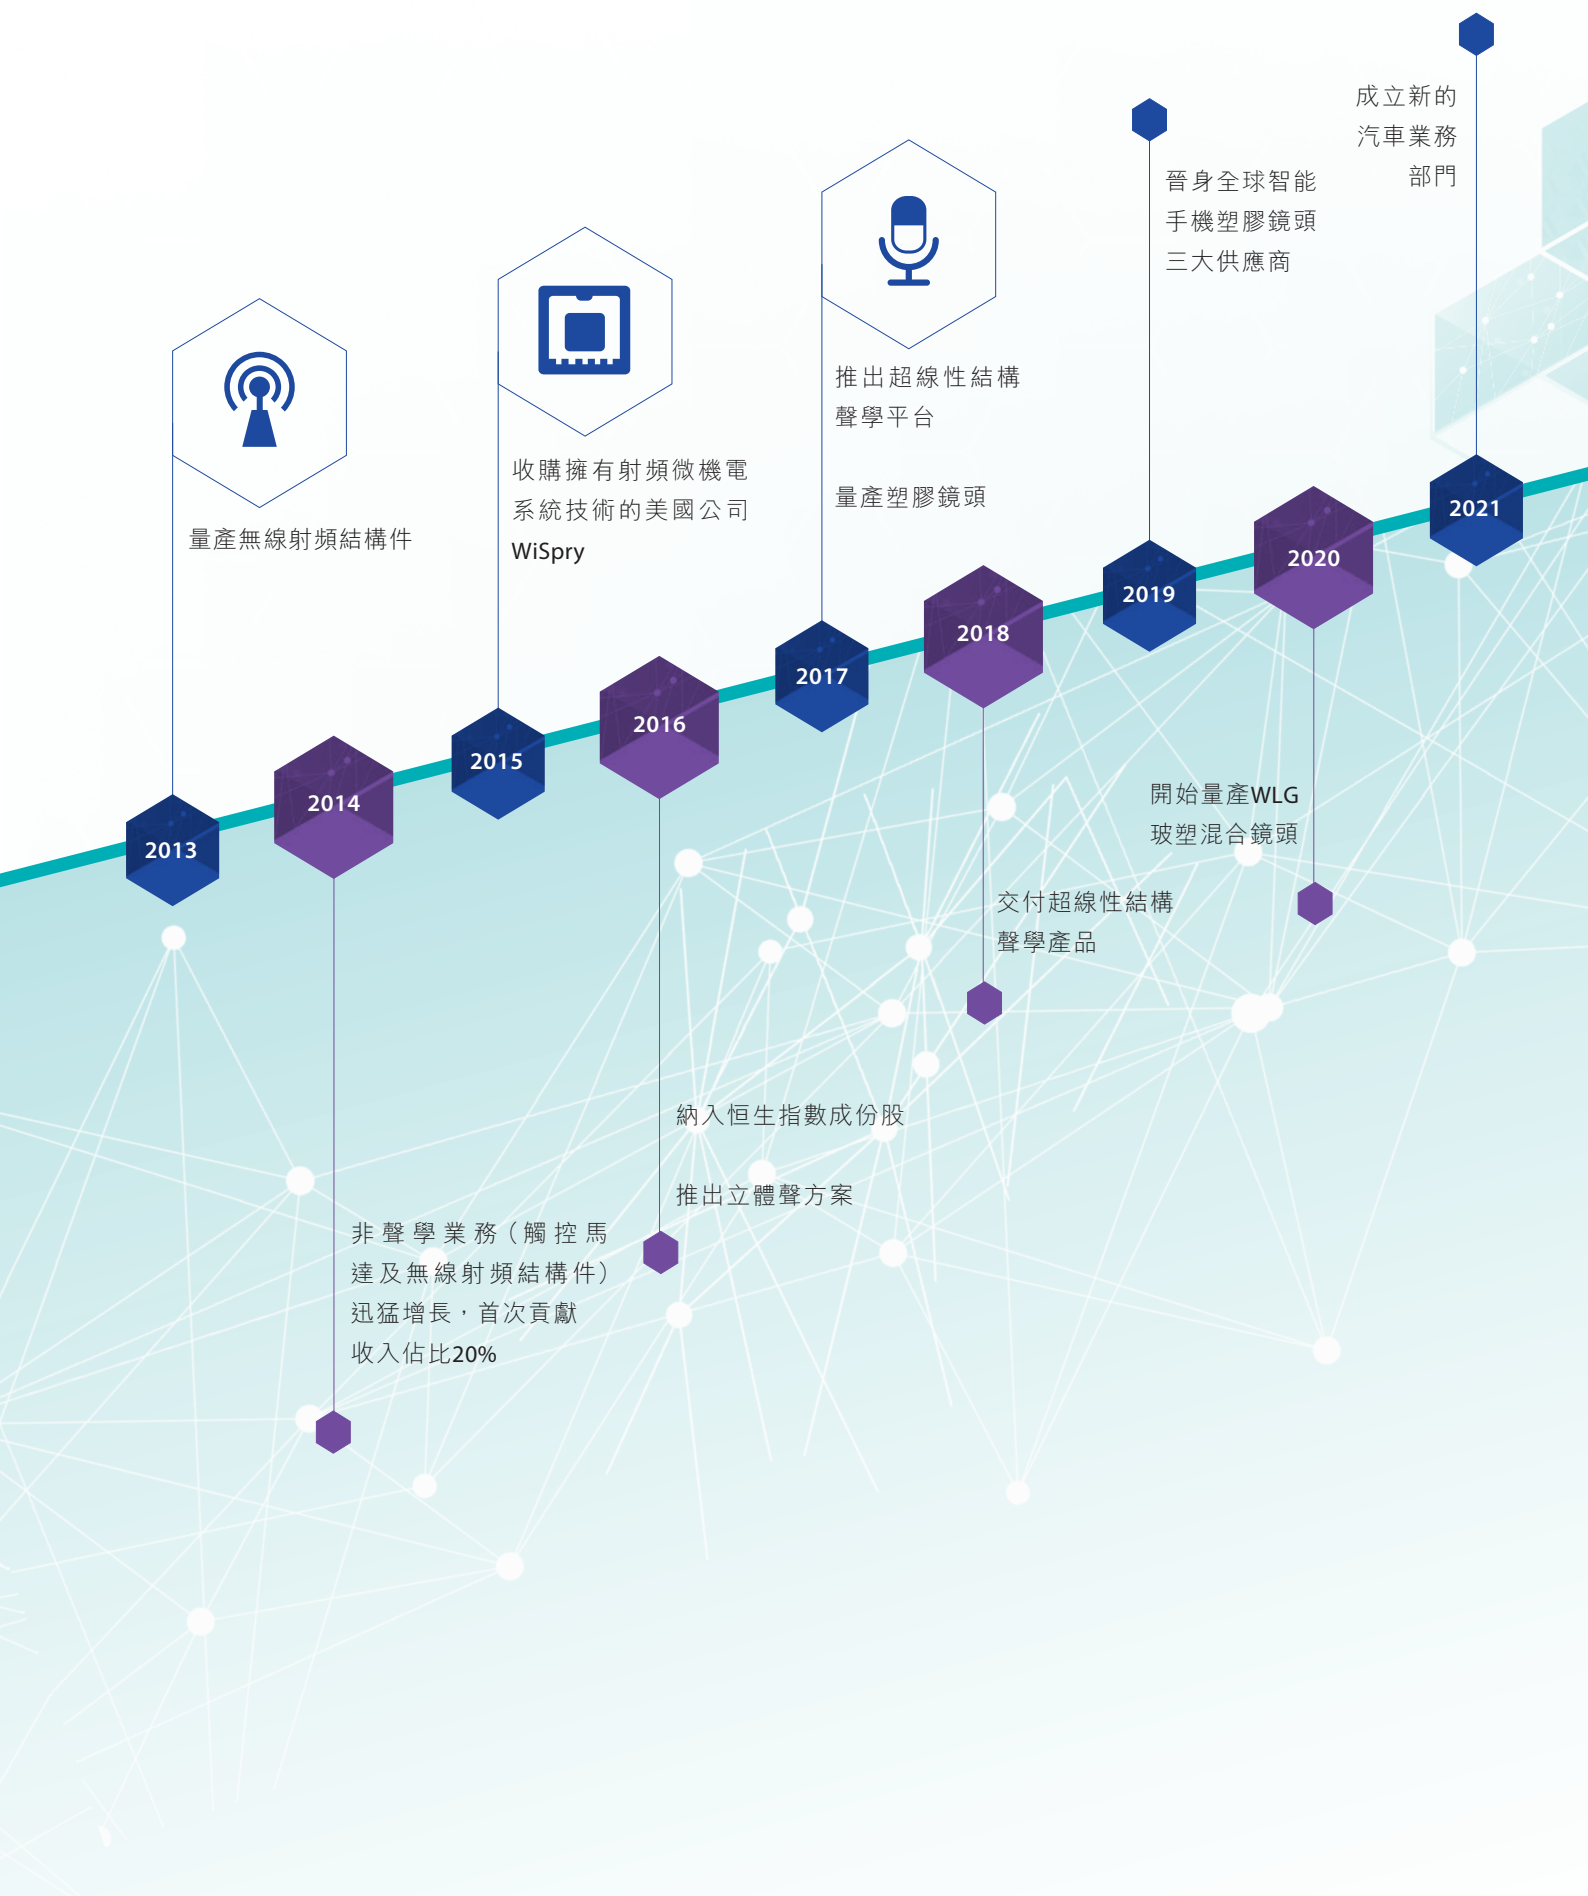 2013
量產無線射頻結構件
2014
非聲學業務（觸控馬
達及無線射頻結構件）
迅猛增長，首次貢獻
收入佔比20%
2015
收購擁有射頻微機電
系統技術的美國公司
WiSpry
2016
納入恒生指數成份股
推出立體聲方案
2017
推出超線性結構
聲學平台
量產塑膠鏡頭
2018
交付超線性結構
聲學產品
2019
晉身全球智能
手機塑膠鏡頭
三大供應商
2020
開始量產WLG
玻塑混合鏡頭
2021
成立新的
汽車業務
部門